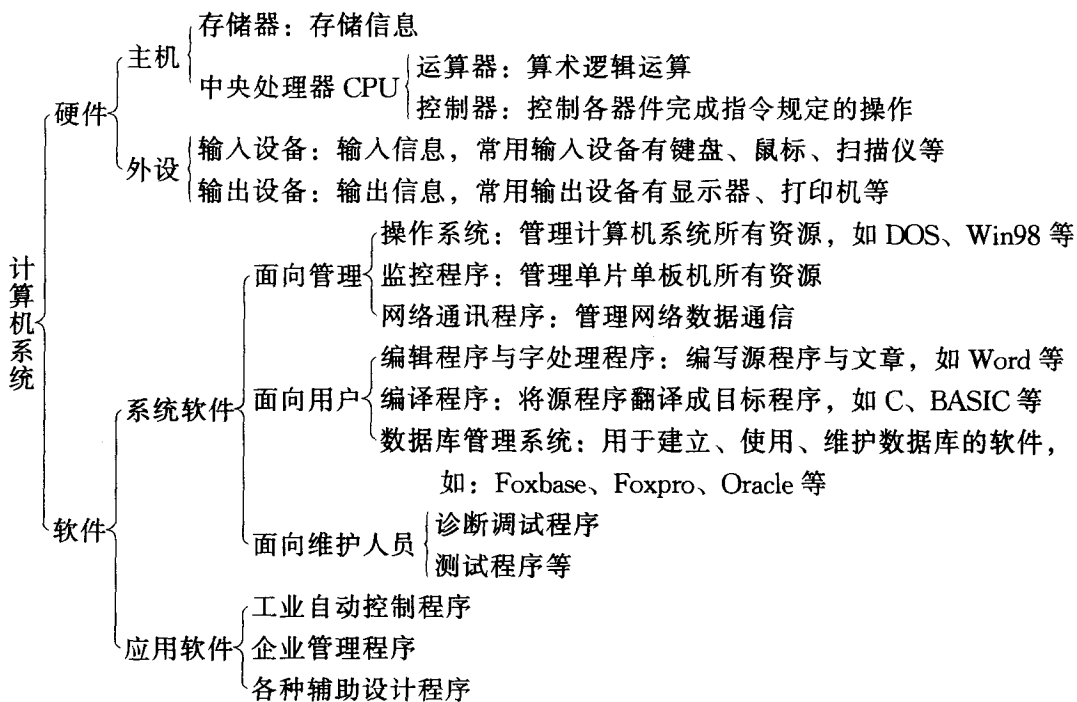 计算机系统
硬件
主机
存储器：存储信息
中央处理器 CPU
运算器：算术逻辑运算
控制器：控制各器件完成指令规定的操作
外设
输入设备：输入信息，常用输入设备有键盘、鼠标、扫描仪等
输出设备：输出信息，常用输出设备有显示器、打印机等
软件
系统软件
面向管理
操作系统：管理计算机系统所有资源，如 DOS、Win98 等
监控程序：管理单片单板机所有资源
网络通讯程序：管理网络数据通信
面向用户
编辑程序与字处理程序：编写源程序与文章，如 Word 等
编译程序：将源程序翻译成目标程序，如 C、BASIC 等
数据库管理系统：用于建立、使用、维护数据库的软件，
如：Foxbase、Foxpro、Oracle 等
面向维护人员
诊断调试程序
测试程序等
应用软件
工业自动控制程序
企业管理程序
各种辅助设计程序